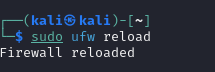 ┌──(kali㉿kali)-[~]
└─$ sudo ufw reload
Firewall reloaded